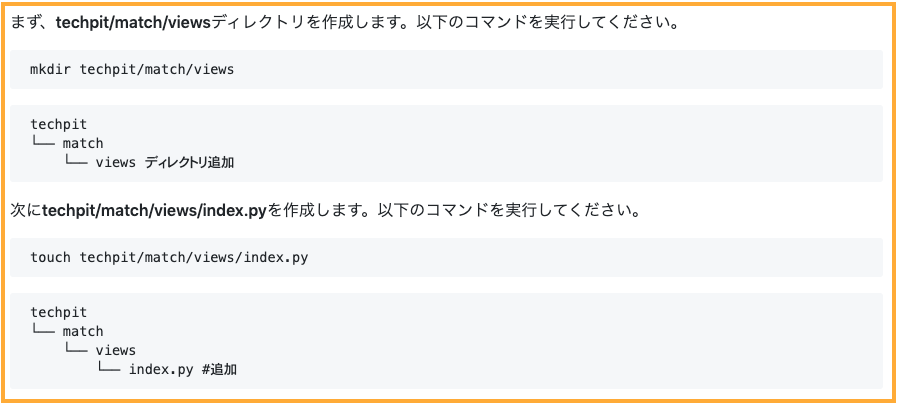 まず、techpit/match/viewsディレクトリを作成します。以下のコマンドを実行してください。
mkdir techpit/match/views
techpit
└── match
    └── views ディレクトリ追加
次にtechpit/match/views/index.pyを作成します。以下のコマンドを実行してください。
touch techpit/match/views/index.py
techpit
└── match
    └── views
        └── index.py #追加